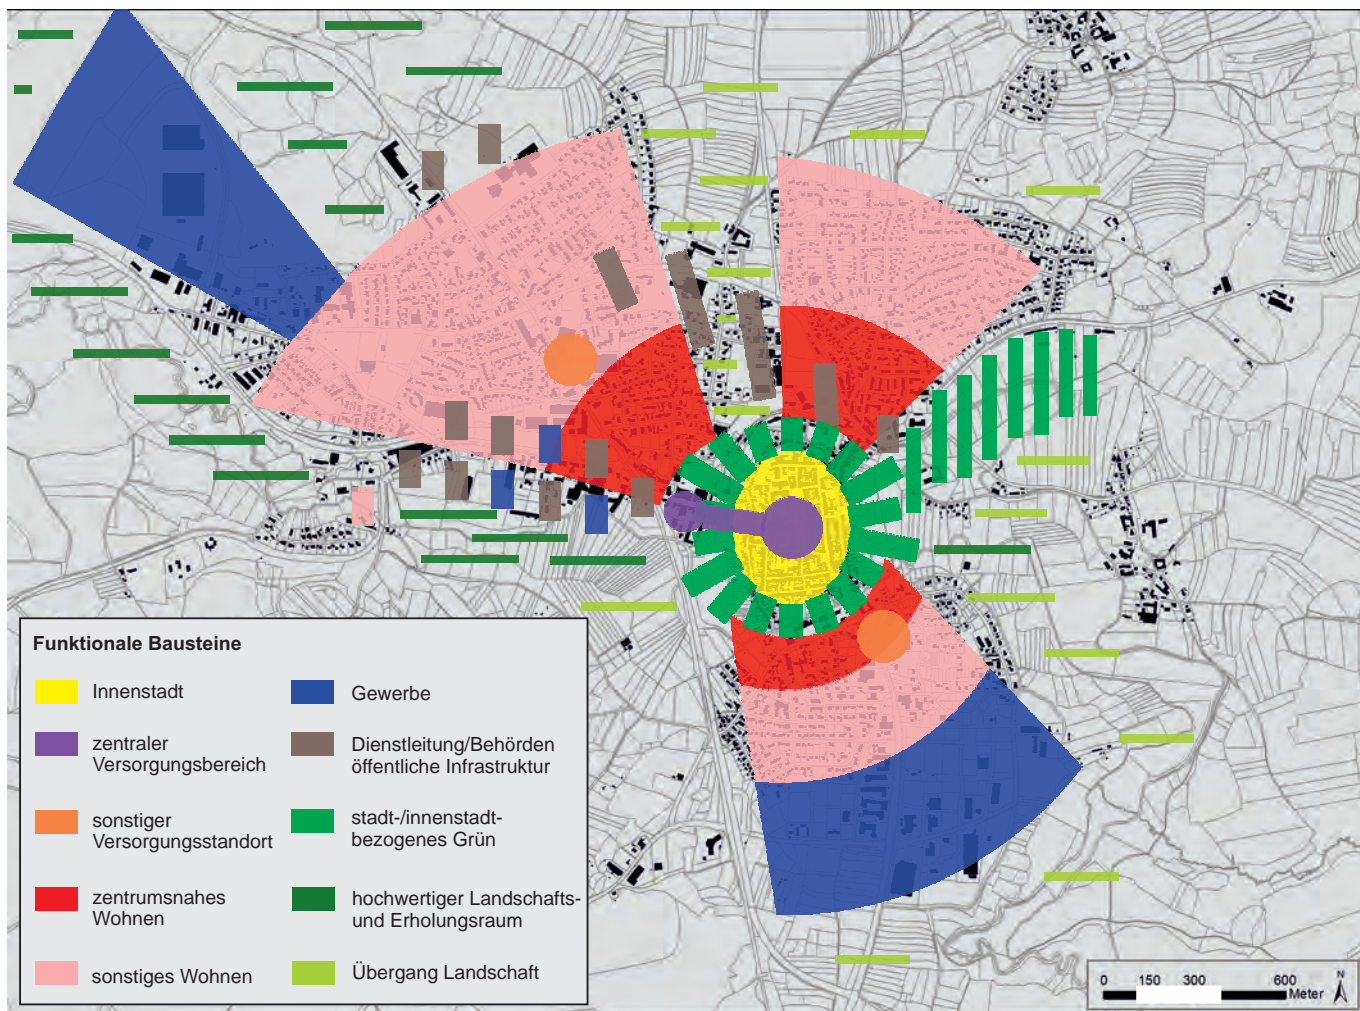 Funktionale Bausteine
Innenstadt
zentraler
Versorgungsbereich
sonstiger
Versorgungsstandort
zentrumsnahes
Wohnen
sonstiges Wohnen
Gewerbe
Dienstleitung/Behörden
öffentliche Infrastruktur
stadt-/innenstadt-
bezogenes Grün
hochwertiger Landschafts-
und Erholungsraum
Übergang Landschaft
0 150 300 600
Meter
N